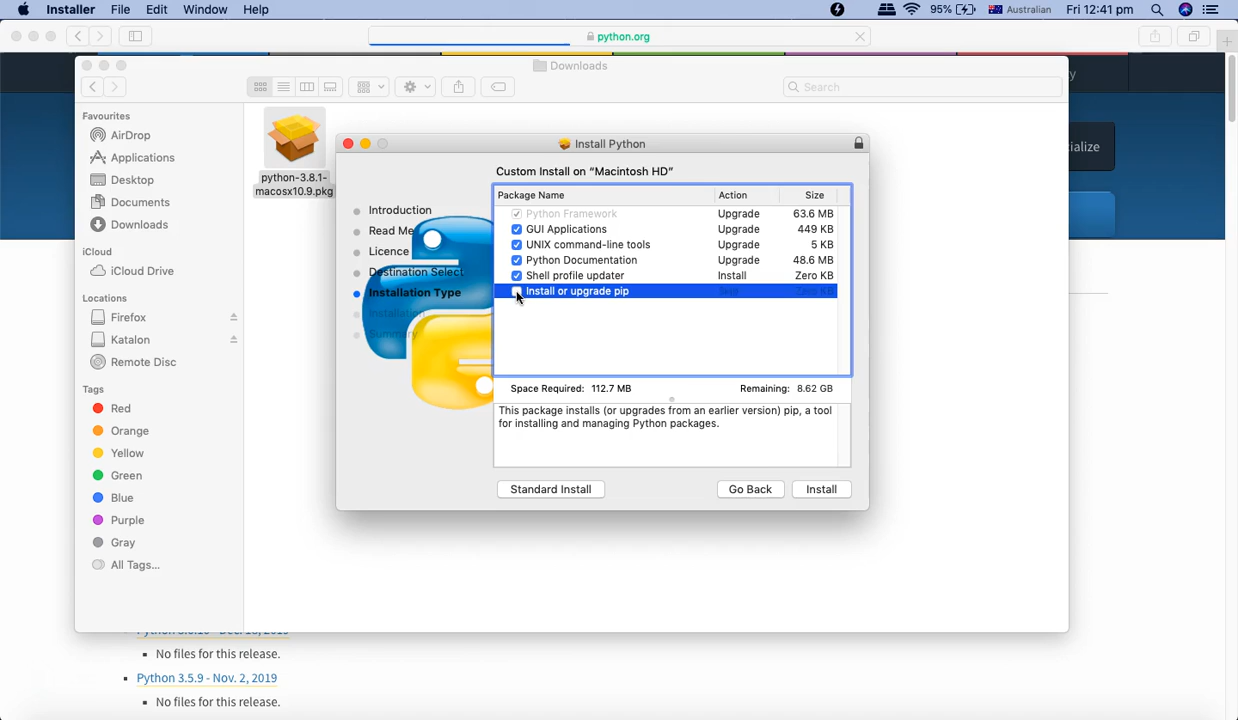 Installer File Edit Window Help 95% Australian Fri 12:41 pm
python.org
Downloads
Search
Favourites
AirDrop
Applications
Desktop
Documents
Downloads
iCloud
iCloud Drive
Locations
Firefox
Katalon
Remote Disc
Tags
Red
Orange
Yellow
Green
Blue
Purple
Gray
All Tags...
python-3.8.1-
macosx10.9.pkg
Install Python
Custom Install on “Macintosh HD”
Introduction
Read Me
Licence
Destination Select
Installation Type
Installation
Summary
Package Name Action Size
Python Framework Upgrade 63.6 MB
GUI Applications Upgrade 449 KB
UNIX command-line tools Upgrade 5 KB
Python Documentation Upgrade 48.6 MB
Shell profile updater Install Zero KB
Install or upgrade pip Skip Zero KB
Space Required: 112.7 MB Remaining: 8.62 GB
This package installs (or upgrades from an earlier version) pip, a tool
for installing and managing Python packages.
Standard Install Go Back Install
No files for this release.
Python 3.5.9 - Nov. 2, 2019
No files for this release.